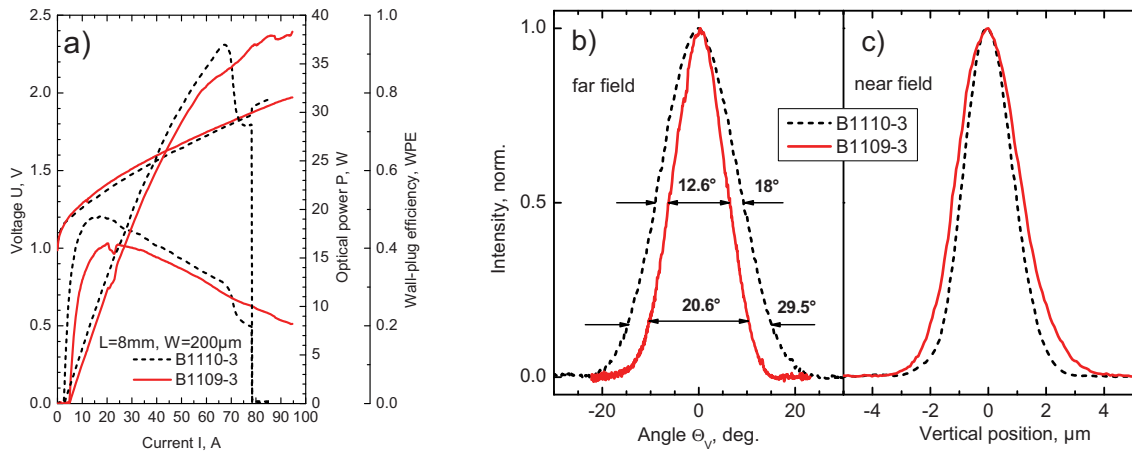 a)
Voltage U, V
2.5
2.0
1.5
1.0
0.5
0.0
0 10 20 30 40 50 60 70 80 90 100
Current I, A
L=8mm, W=200µm
B1110-3
B1109-3
40
35
30
25
20
15
10
5
0
Optical power P, W
1.0
0.8
0.6
0.4
0.2
0.0
Wall-plug efficiency, WPE
b)
far field
Intensity, norm.
1.0
0.5
0.0
12.6°
18°
20.6°
29.5°
-20 0 20
Angle ΘV, deg.
c)
near field
B1110-3
B1109-3
-4 -2 0 2 4
Vertical position, µm